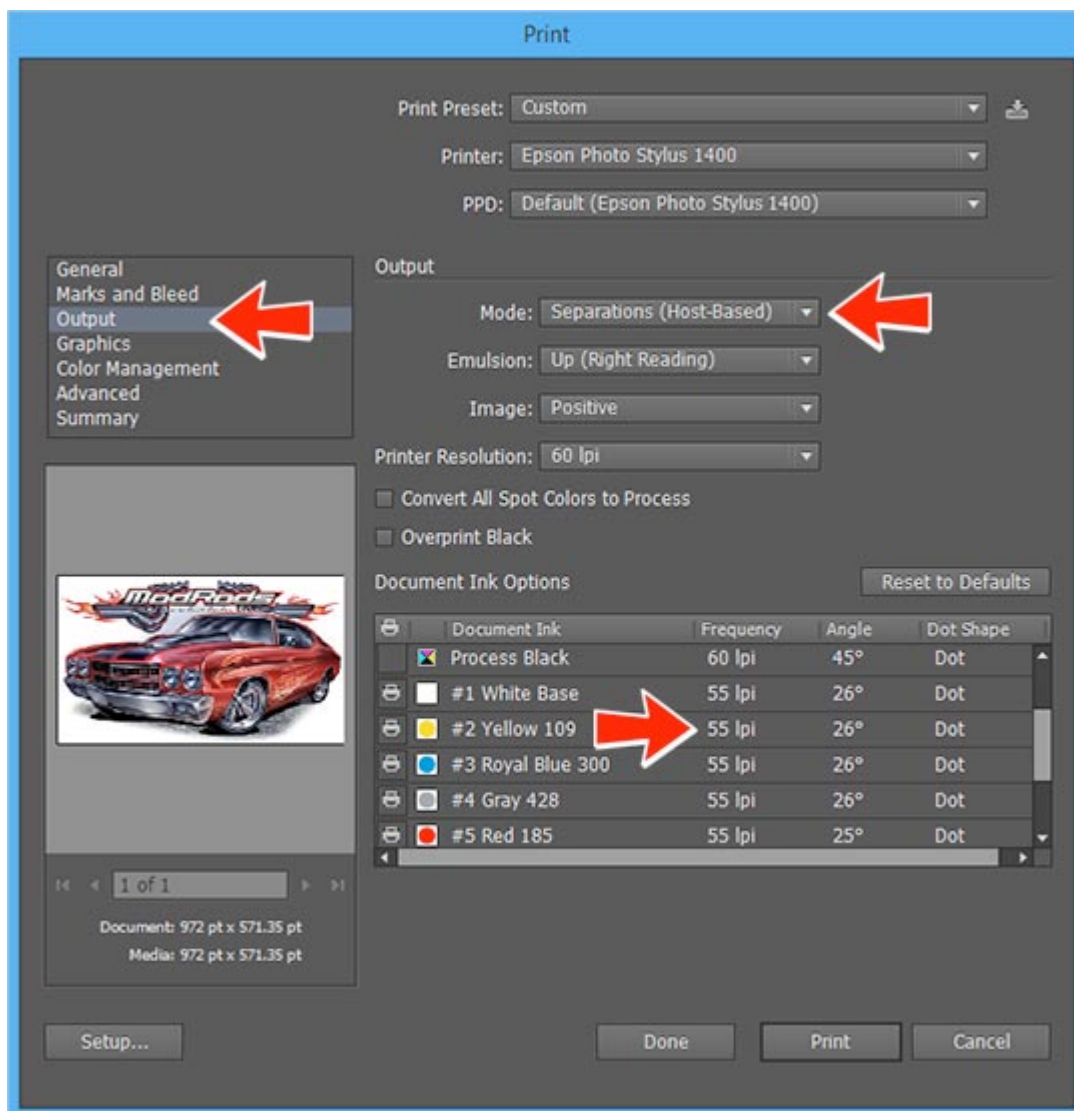 Print
Print Preset: Custom
Printer: Epson Photo Stylus 1400
PPD: Default (Epson Photo Stylus 1400)
General
Marks and Bleed
Output
Graphics
Color Management
Advanced
Summary
Output
Mode: Separations (Host-Based)
Emulsion: Up (Right Reading)
Image: Positive
Printer Resolution: 60 lpi
Convert All Spot Colors to Process
Overprint Black
Document Ink Options Reset to Defaults
Document Ink Frequency Angle Dot Shape
Process Black 60 lpi 45° Dot
#1 White Base 55 lpi 26° Dot
#2 Yellow 109 55 lpi 26° Dot
#3 Royal Blue 300 55 lpi 26° Dot
#4 Gray 428 55 lpi 26° Dot
#5 Red 185 55 lpi 25° Dot
ModRods
1 of 1
Document: 972 pt x 571.35 pt
Media: 972 pt x 571.35 pt
Setup... Done Print Cancel